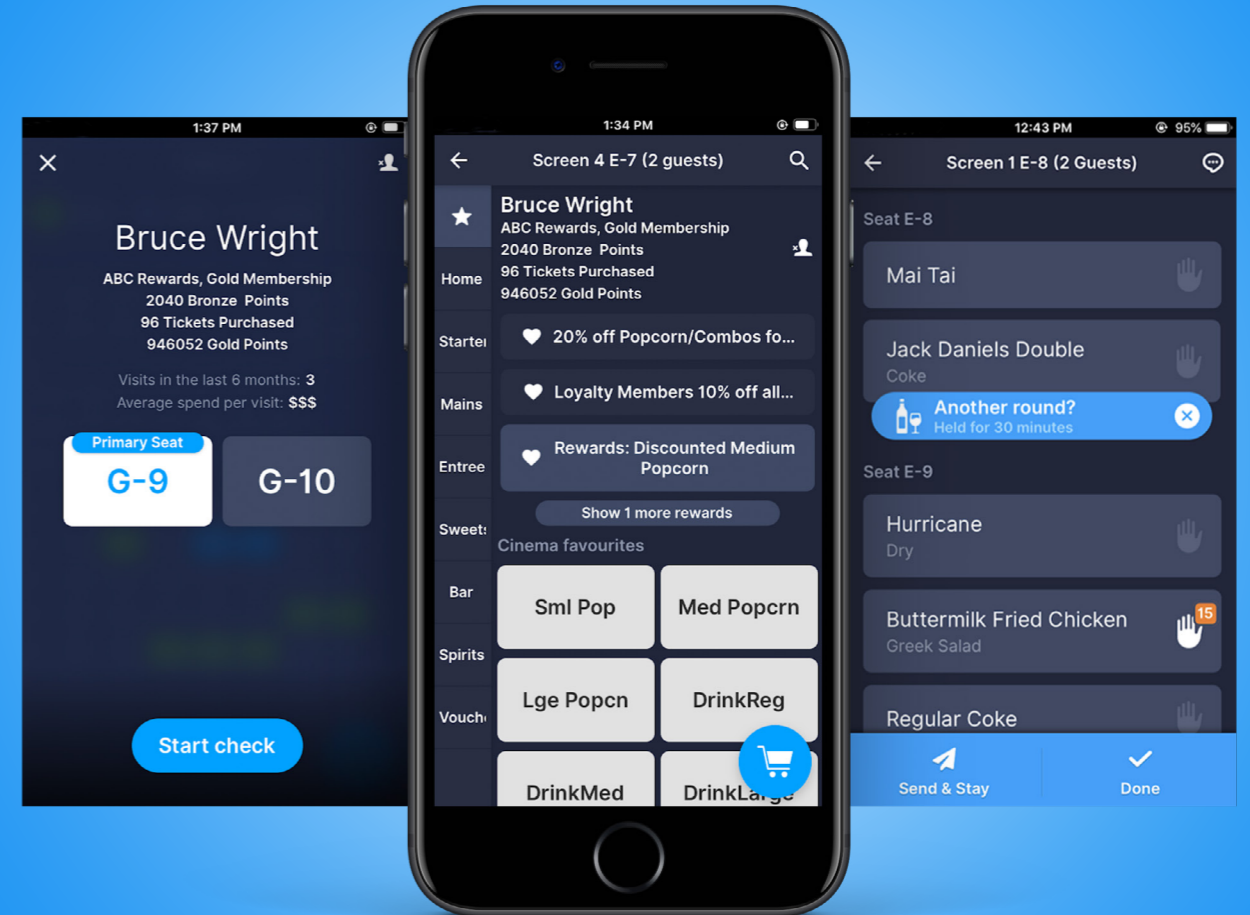 1:37 PM
Bruce Wright
ABC Rewards, Gold Membership
2040 Bronze Points
96 Tickets Purchased
946052 Gold Points
Visits in the last 6 months: 3
Average spend per visit: $$$
Primary Seat
G-9
G-10
Start check
1:34 PM
Screen 4 E-7 (2 guests)
Bruce Wright
ABC Rewards, Gold Membership
2040 Bronze Points
96 Tickets Purchased
946052 Gold Points
Home
Starter
Mains
Entree
Sweets
Bar
Spirits
Vouch
20% off Popcorn/Combos fo...
Loyalty Members 10% off all...
Rewards: Discounted Medium
Popcorn
Show 1 more rewards
Cinema favourites
Sml Pop
Med Popcrn
Lge Popcn
DrinkReg
DrinkMed
DrinkLarge
12:43 PM
95%
Screen 1 E-8 (2 Guests)
Seat E-8
Mai Tai
Jack Daniels Double
Coke
Another round?
Held for 30 minutes
Seat E-9
Hurricane
Dry
Buttermilk Fried Chicken
15
Greek Salad
Regular Coke
Send & Stay
Done